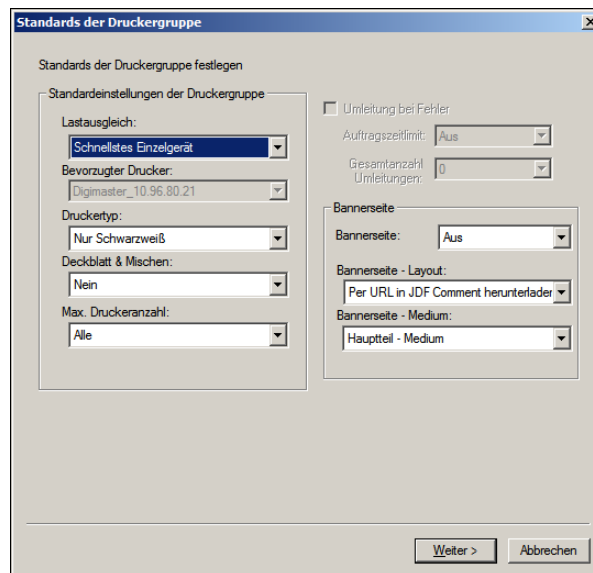 Standards der Druckergruppe
Standards der Druckergruppe festlegen
Standardeinstellungen der Druckergruppe
Lastausgleich:
Schnellstes Einzelgerät
Bevorzugter Drucker:
Digimaster_10.96.80.21
Druckertyp:
Nur Schwarzweiß
Deckblatt & Mischen:
Nein
Max. Druckeranzahl:
Alle
Umleitung bei Fehler
Auftragszeitlimit: Aus
Gesamtanzahl
Umleitungen: 0
Bannerseite
Bannerseite: Aus
Bannerseite - Layout:
Per URL in JDF Comment herunterladen
Bannerseite - Medium:
Hauptteil - Medium
Weiter > Abbrechen